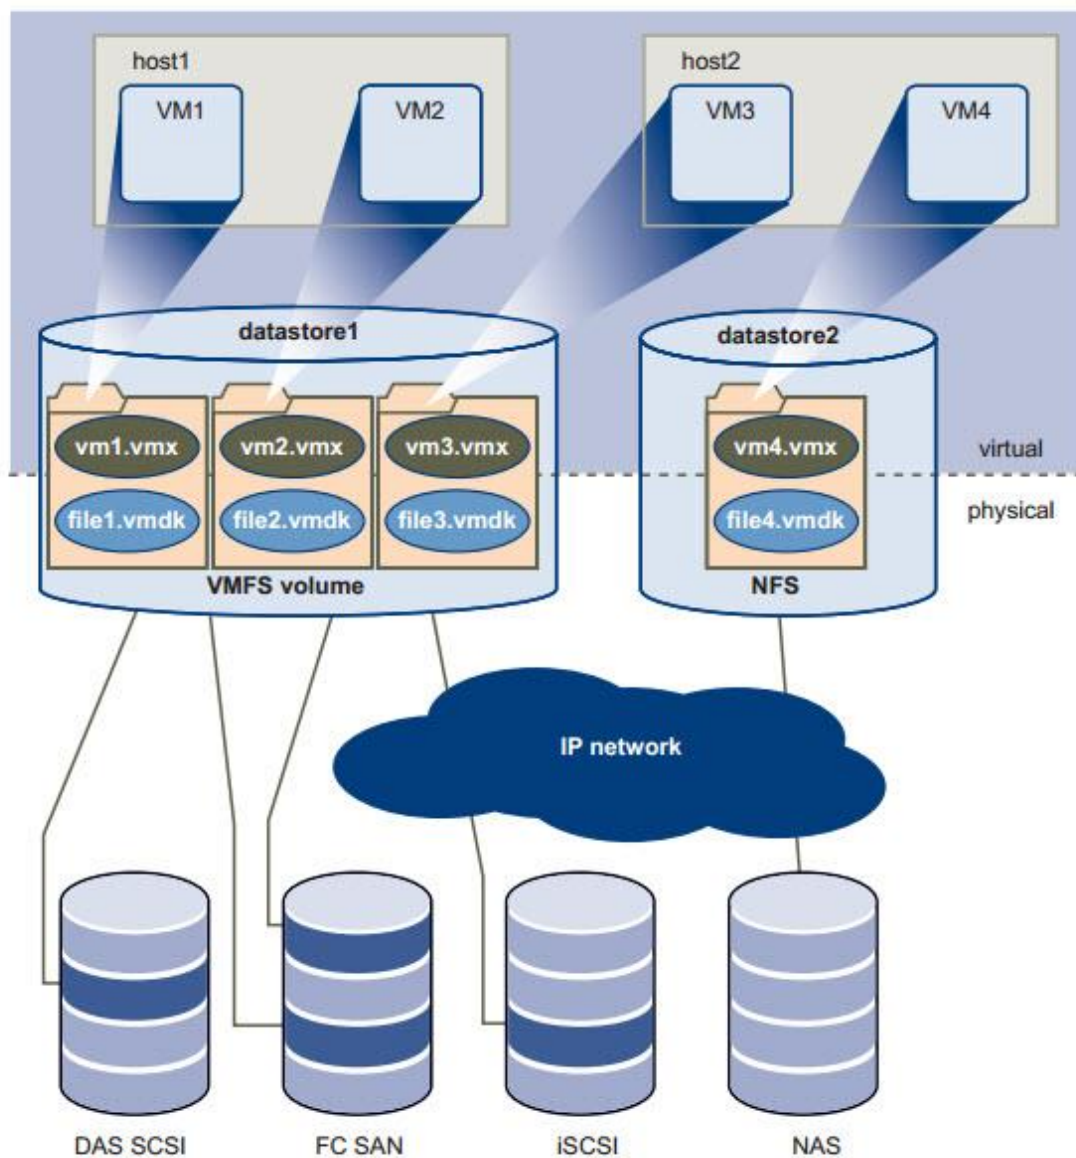 host1
host2
VM1
VM2
VM3
VM4
datastore1
datastore2
vm1.vmx
vm2.vmx
vm3.vmx
vm4.vmx
virtual
physical
file1.vmdk
file2.vmdk
file3.vmdk
file4.vmdk
VMFS volume
NFS
IP network
DAS SCSI
FC SAN
iSCSI
NAS